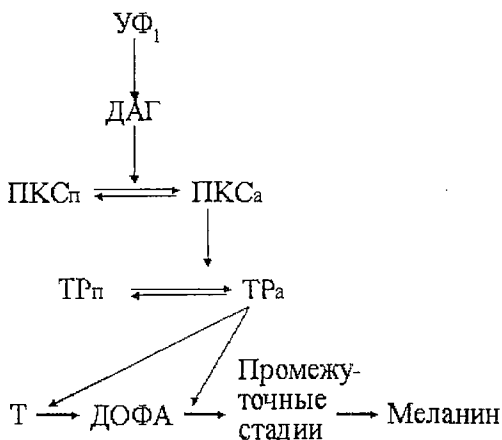 УФ₁
ДАГ
ПКСп ПКСа
ТРп ТРа
Т ДОФА Промежу-
точные
стадии Меланин